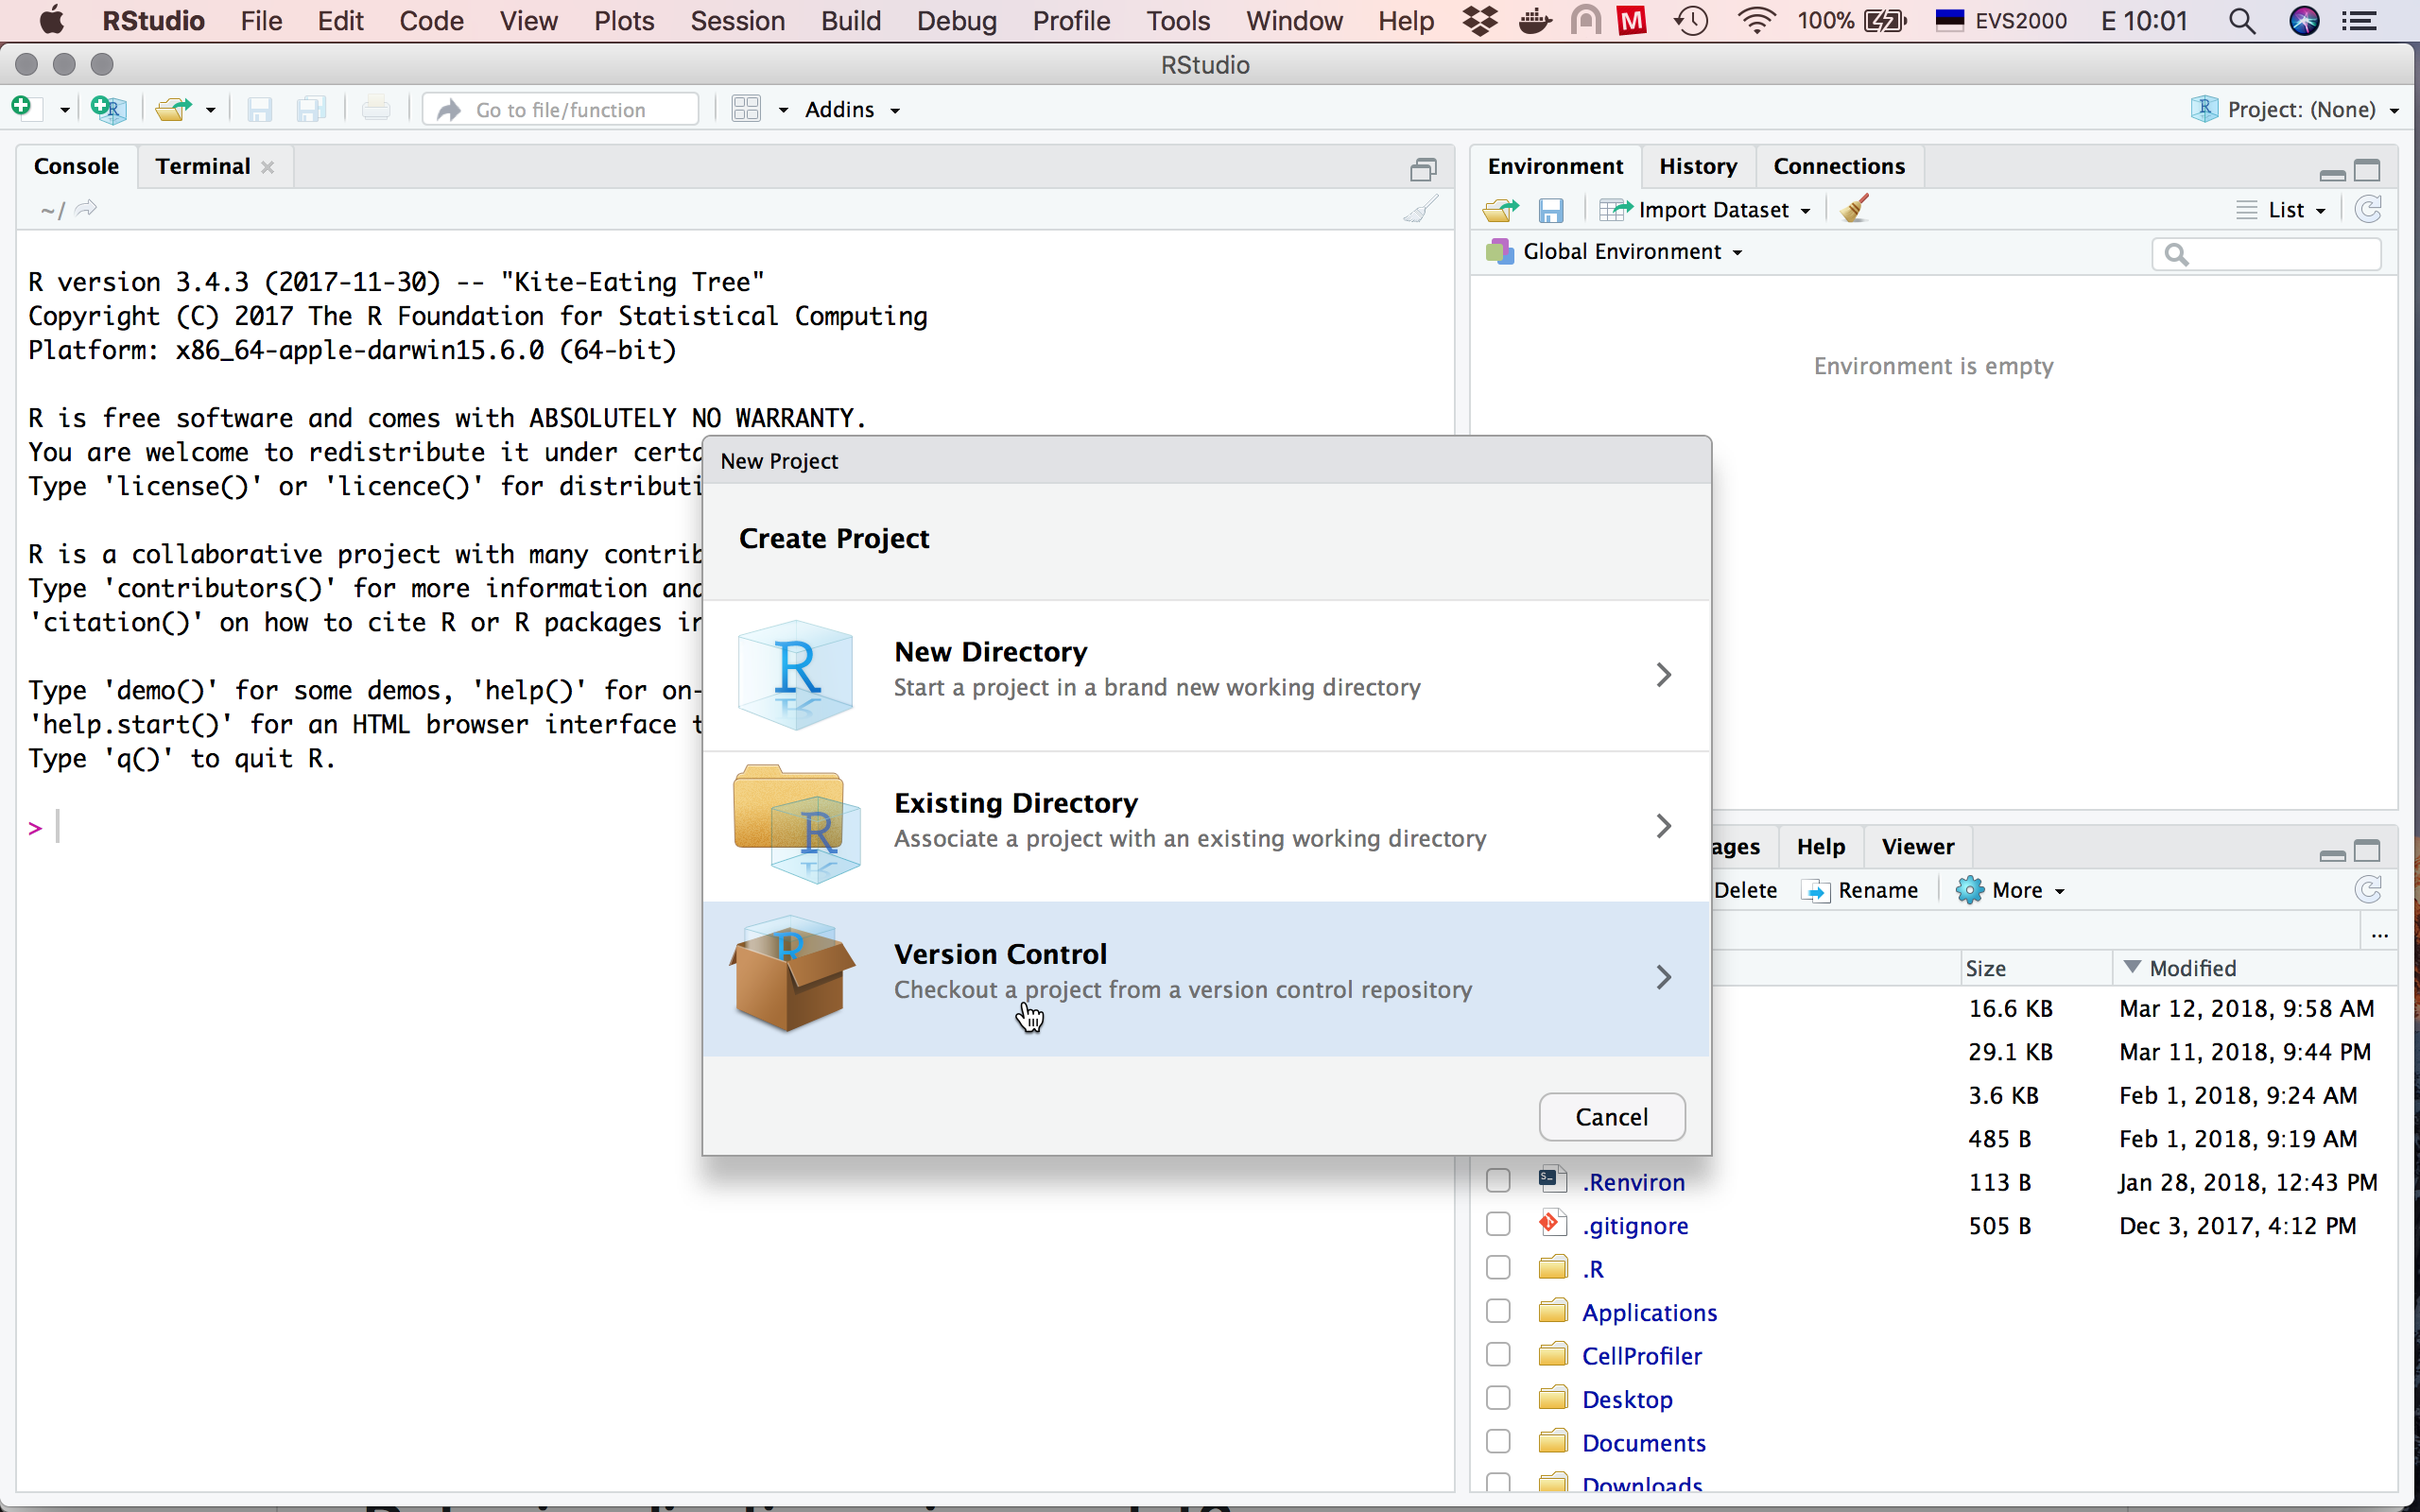 RStudio File Edit Code View Plots Session Build Debug Profile Tools Window Help M 100% EVS2000 E 10:01
RStudio
Go to file/function Addins Project: (None)
Console Terminal
~/
R version 3.4.3 (2017-11-30) -- "Kite-Eating Tree"
Copyright (C) 2017 The R Foundation for Statistical Computing
Platform: x86_64-apple-darwin15.6.0 (64-bit)
R is free software and comes with ABSOLUTELY NO WARRANTY.
You are welcome to redistribute it under certa
Type 'license()' or 'licence()' for distributi
R is a collaborative project with many contrib
Type 'contributors()' for more information and
'citation()' on how to cite R or R packages in
Type 'demo()' for some demos, 'help()' for on-
'help.start()' for an HTML browser interface t
Type 'q()' to quit R.
>
Environment History Connections
Import Dataset List
Global Environment
Environment is empty
New Project
Create Project
New Directory
Start a project in a brand new working directory
Existing Directory
Associate a project with an existing working directory
Version Control
Checkout a project from a version control repository
Cancel
ages Help Viewer
Delete Rename More
...
Size Modified
16.6 KB Mar 12, 2018, 9:58 AM
29.1 KB Mar 11, 2018, 9:44 PM
3.6 KB Feb 1, 2018, 9:24 AM
485 B Feb 1, 2018, 9:19 AM
.Renviron 113 B Jan 28, 2018, 12:43 PM
.gitignore 505 B Dec 3, 2017, 4:12 PM
.R
Applications
CellProfiler
Desktop
Documents
Downloads